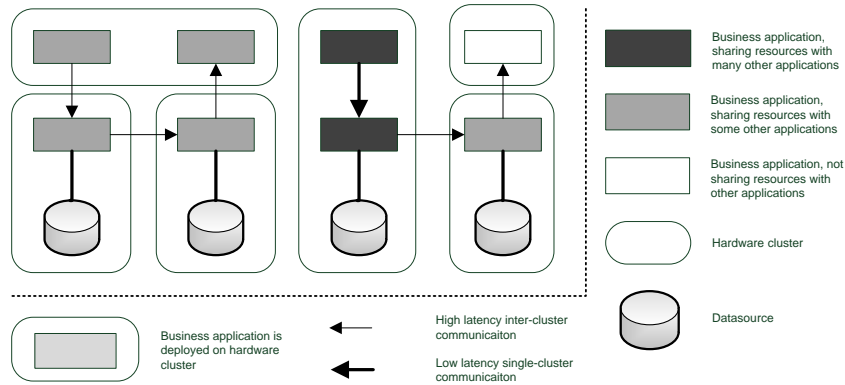 Business application,
sharing resources with
many other applications
Business application,
sharing resources with
some other applications
Business application, not
sharing resources with
other applications
Hardware cluster
Datasource
Business application is
deployed on hardware
cluster
High latency inter-cluster
communicaiton
Low latency single-cluster
communicaiton